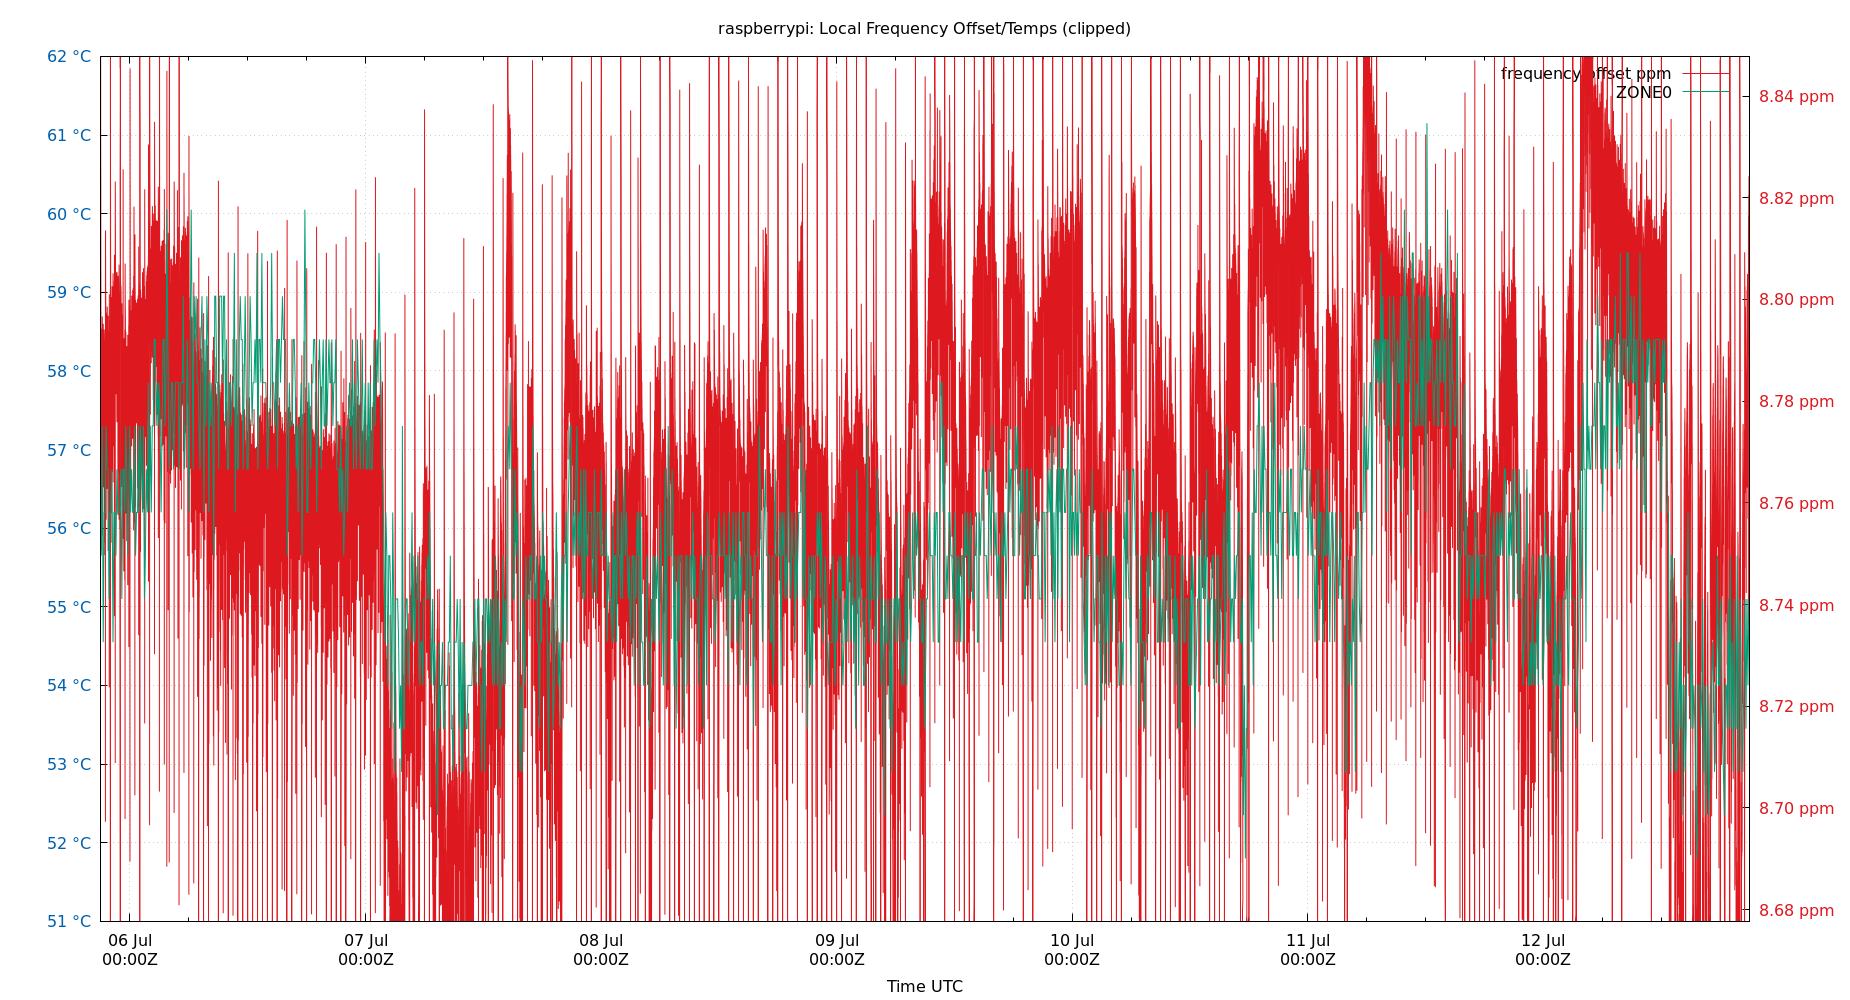 raspberrypi: Local Frequency Offset/Temps (clipped)
62 °C
61 °C
60 °C
59 °C
58 °C
57 °C
56 °C
55 °C
54 °C
53 °C
52 °C
51 °C
frequency offset ppm
ZONE0
8.84 ppm
8.82 ppm
8.80 ppm
8.78 ppm
8.76 ppm
8.74 ppm
8.72 ppm
8.70 ppm
8.68 ppm
06 Jul
00:00Z
07 Jul
00:00Z
08 Jul
00:00Z
09 Jul
00:00Z
10 Jul
00:00Z
11 Jul
00:00Z
12 Jul
00:00Z
Time UTC